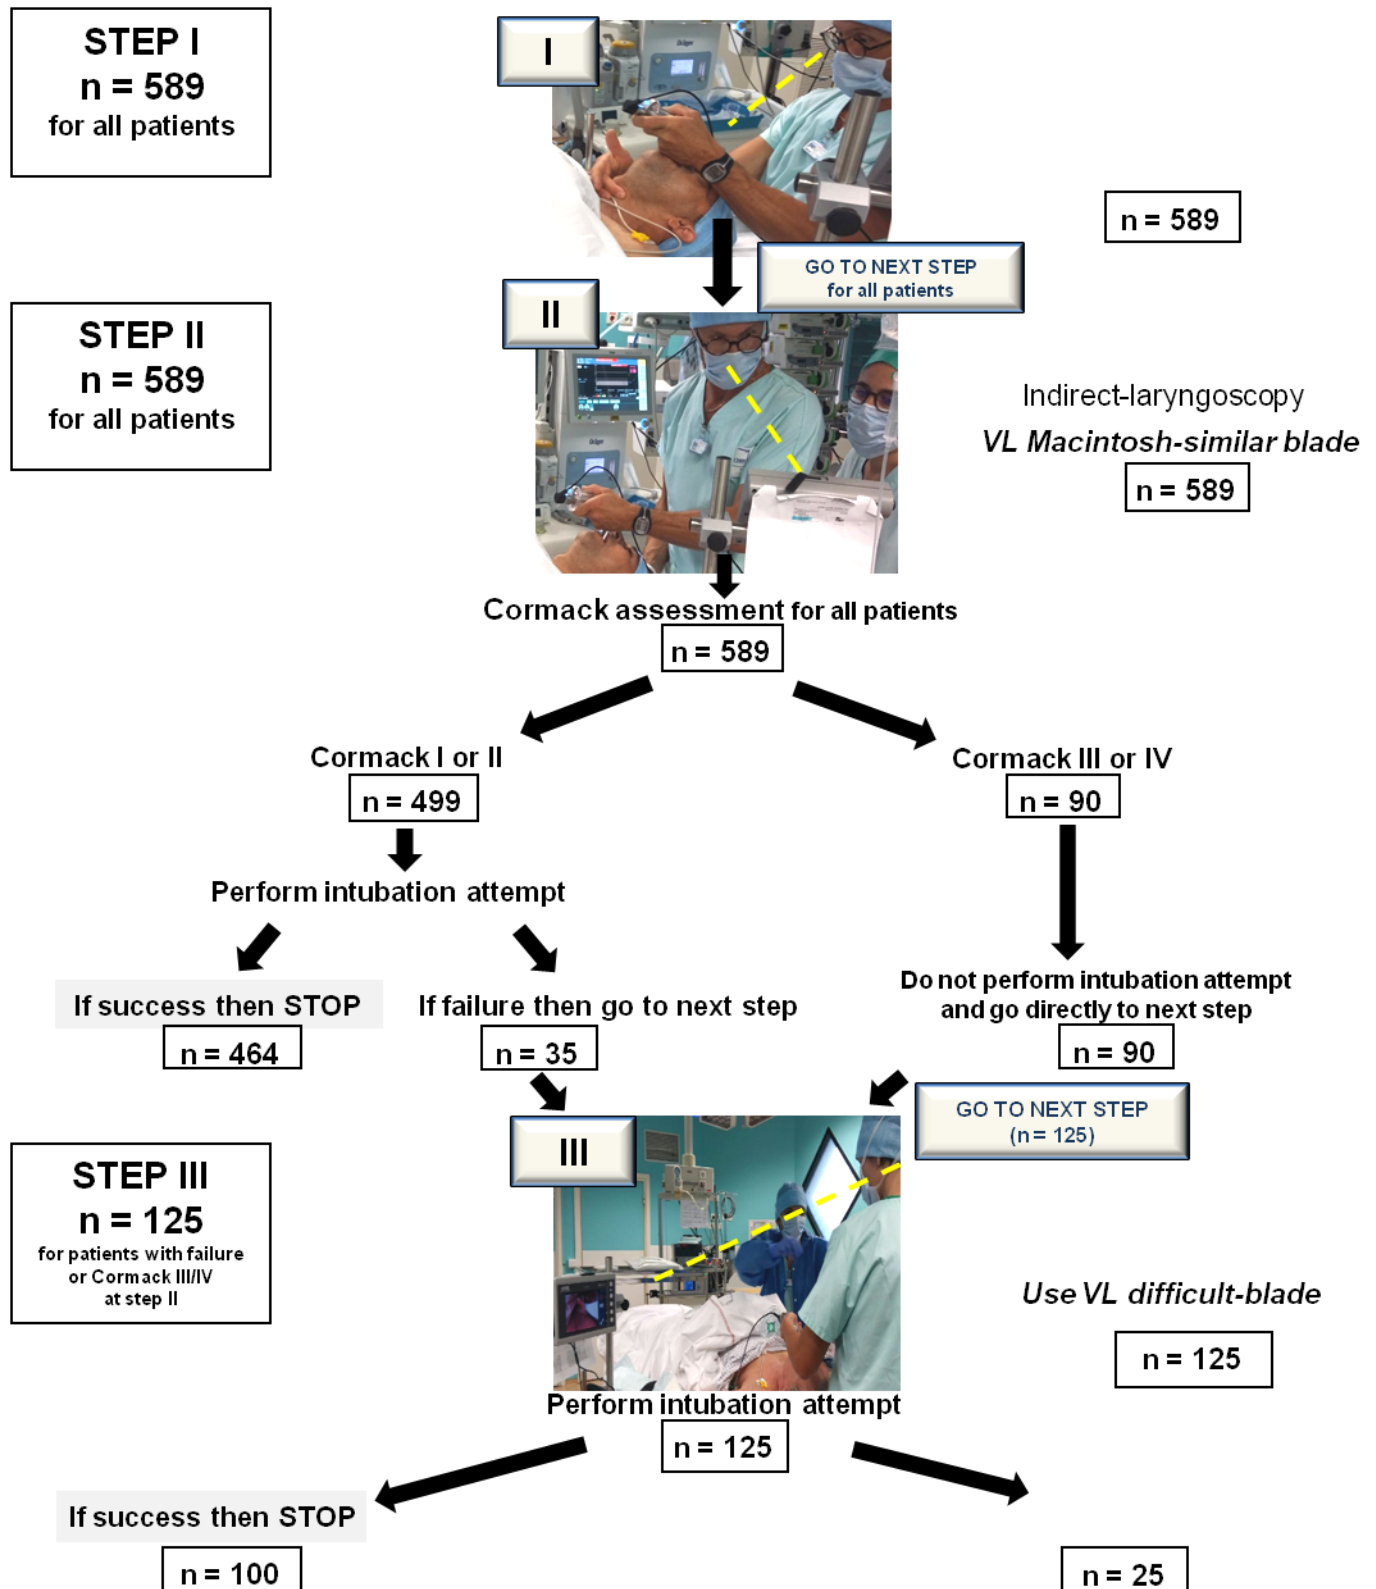 STEP I
n = 589
for all patients
I
Dräger
n = 589
GO TO NEXT STEP
for all patients
STEP II
n = 589
for all patients
II
Dräger
Indirect-laryngoscopy
VL Macintosh-similar blade
n = 589
Cormack assessment for all patients
n = 589
Cormack I or II
n = 499
Cormack III or IV
n = 90
Perform intubation attempt
If success then STOP
n = 464
If failure then go to next step
n = 35
Do not perform intubation attempt
and go directly to next step
n = 90
GO TO NEXT STEP
(n = 125)
STEP III
n = 125
for patients with failure
or Cormack III/IV
at step II
III
Use VL difficult-blade
n = 125
Perform intubation attempt
n = 125
If success then STOP
n = 100
n = 25